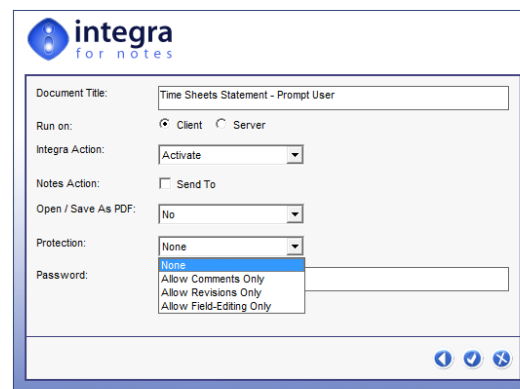 integra
for notes
Document Title: Time Sheets Statement - Prompt User
Run on: Client Server
Integra Action: Activate
Notes Action: Send To
Open / Save As PDF: No
Protection: None
None
Password:
Allow Comments Only
Allow Revisions Only
Allow Field-Editing Only